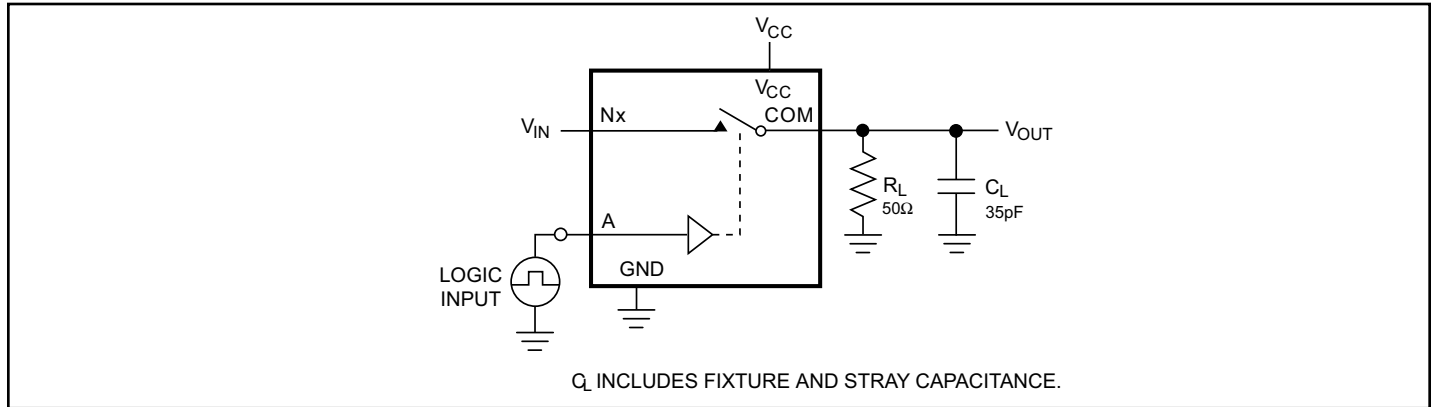 VCC
VCC
Nx
COM
VIN
VOUT
RL
50Ω
CL
35pF
A
LOGIC
INPUT
GND
CL INCLUDES FIXTURE AND STRAY CAPACITANCE.